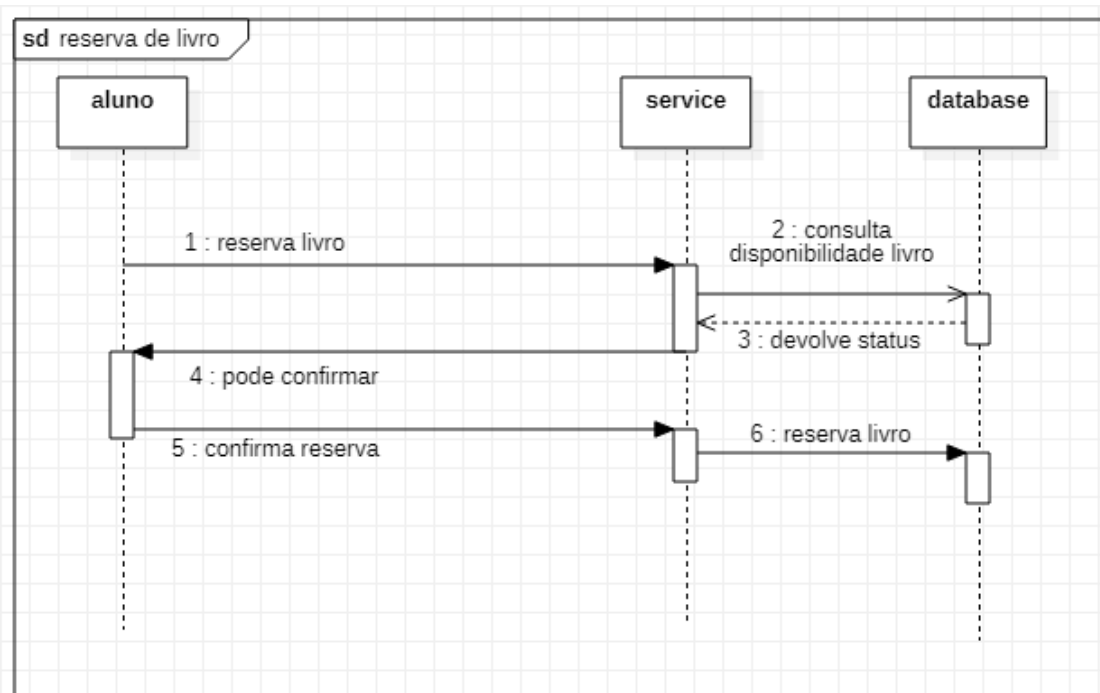 sd reserva de livro
aluno
service
database
1 : reserva livro
2 : consulta
disponibilidade livro
3 : devolve status
4 : pode confirmar
5 : confirma reserva
6 : reserva livro